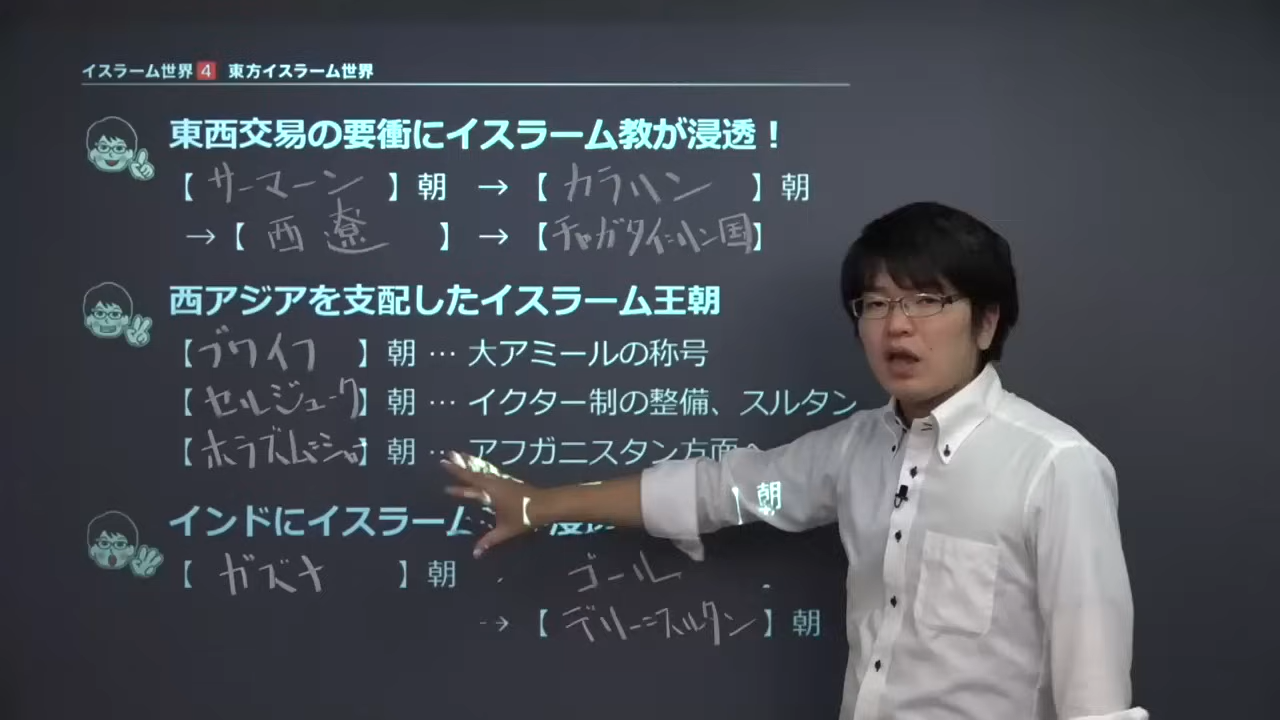 イスラーム世界 4 東方イスラーム世界
東西交易の要衝にイスラーム教が浸透！
【サーマーン】朝 → 【カラハン】朝
→【西遼】 → 【チャガタイ=ハン国】
西アジアを支配したイスラーム王朝
【ブワイフ】朝 … 大アミールの称号
【セルジューク】朝 … イクター制の整備、スルタン
【ホラズム=シャー】朝 … アフガニスタン方面へ
インドにイスラーム
【ガズナ】朝 【ゴール】朝
→ 【デリー=スルタン】朝